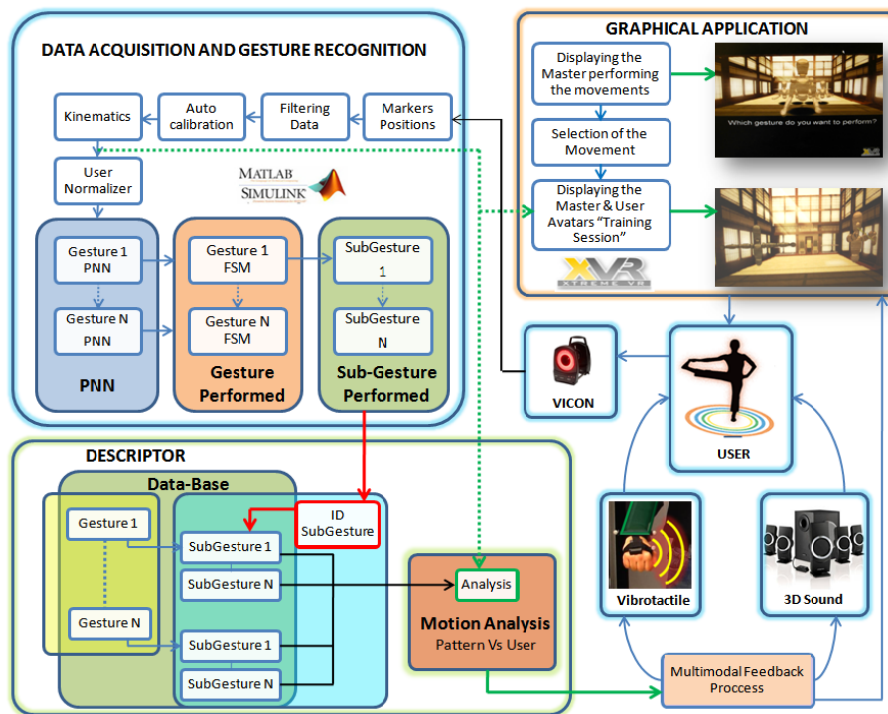 DATA ACQUISITION AND GESTURE RECOGNITION
Kinematics
Auto
calibration
Filtering
Data
Markers
Positions
User
Normalizer
MATLAB
SIMULINK
Gesture 1
PNN
Gesture N
PNN
PNN
Gesture 1
FSM
Gesture N
FSM
Gesture
Performed
SubGesture
1
SubGesture
N
Sub-Gesture
Performed
GRAPHICAL APPLICATION
Displaying the
Master performing
the movements
Selection of the
Movement
Displaying the
Master & User
Avatars “Training
Session”
XVR
XTREME VR
Which gesture do you want to perform?
XVR
VICON
USER
Vibrotactile
3D Sound
Multimodal Feedback
Proccess
DESCRIPTOR
Data-Base
Gesture 1
Gesture N
ID
SubGesture
SubGesture 1
SubGesture N
SubGesture 1
SubGesture N
Analysis
Motion Analysis
Pattern Vs User